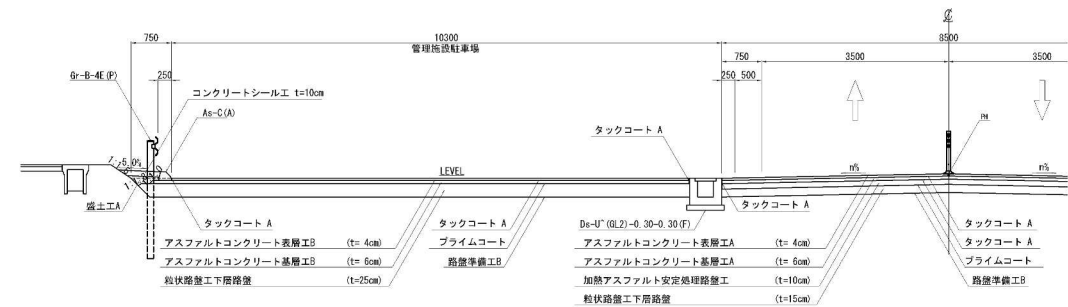 ℄
750
10300
8500
管理施設駐車場
750
3500
3500
Gr-B-4E(P)
250
250
500
コンクリートシール工 t=10cm
As-C(A)
タックコート A
PM
5.0%
LEVEL
n%
n%
盛土工A
タックコート A
タックコート A
Ds-U(GL2)-0.30-0.30(F)
タックコート A
タックコート A
アスファルトコンクリート表層工B (t= 4cm)
プライムコート
アスファルトコンクリート表層工A (t= 4cm)
タックコート A
アスファルトコンクリート基層工B (t= 6cm)
路盤準備工B
アスファルトコンクリート基層工A (t= 6cm)
プライムコート
粒状路盤工下層路盤 (t=25cm)
加熱アスファルト安定処理路盤工 (t=10cm)
路盤準備工B
粒状路盤工下層路盤 (t=15cm)